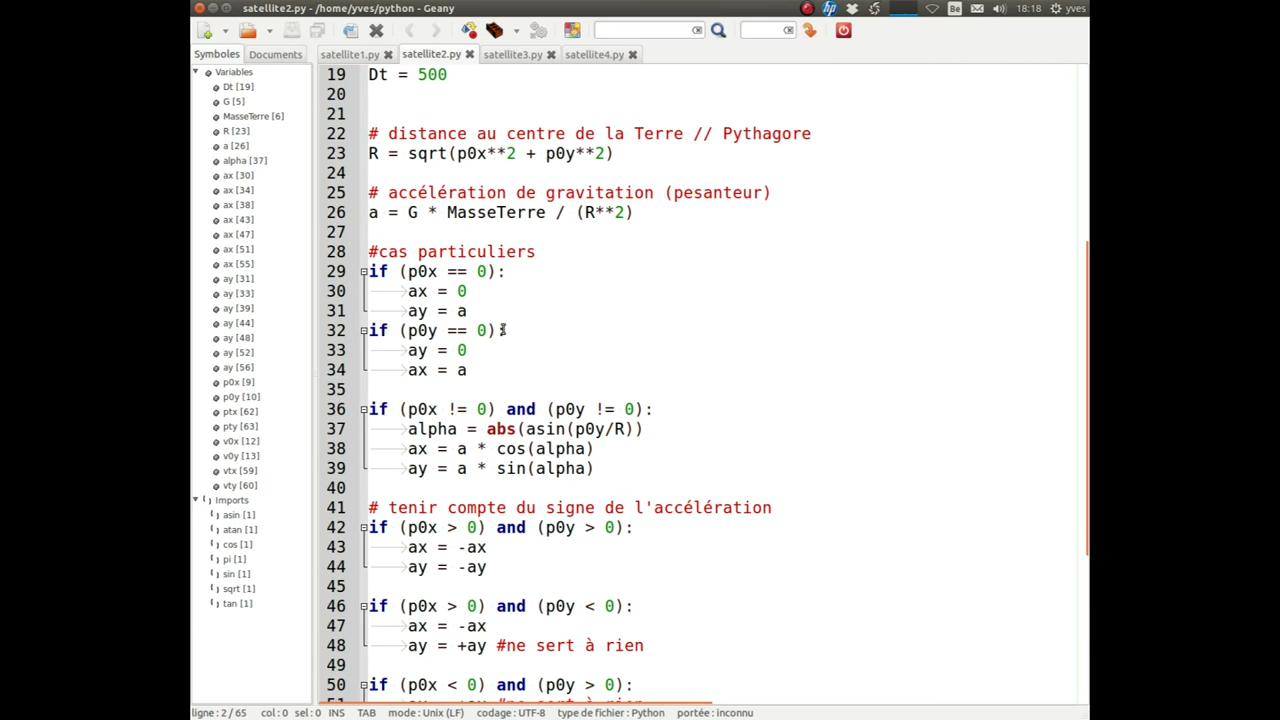 satellite2.py - /home/yves/python - Geany
Be
18:18
yves
Symboles
Documents
satellite1.py
satellite2.py
satellite3.py
satellite4.py
Variables
Dt [19]
G [5]
MasseTerre [6]
R [23]
a [26]
alpha [37]
ax [30]
ax [34]
ax [38]
ax [43]
ax [47]
ax [51]
ax [55]
ay [31]
ay [33]
ay [39]
ay [44]
ay [48]
ay [52]
ay [56]
p0x [9]
p0y [10]
ptx [62]
pty [63]
v0x [12]
v0y [13]
vtx [59]
vty [60]
Imports
asin [1]
atan [1]
cos [1]
pi [1]
sin [1]
sqrt [1]
tan [1]
19 Dt = 500
20
21
22 # distance au centre de la Terre // Pythagore
23 R = sqrt(p0x**2 + p0y**2)
24
25 # accélération de gravitation (pesanteur)
26 a = G * MasseTerre / (R**2)
27
28 #cas particuliers
29 if (p0x == 0):
30 ax = 0
31 ay = a
32 if (p0y == 0):
33 ay = 0
34 ax = a
35
36 if (p0x != 0) and (p0y != 0):
37 alpha = abs(asin(p0y/R))
38 ax = a * cos(alpha)
39 ay = a * sin(alpha)
40
41 # tenir compte du signe de l'accélération
42 if (p0x > 0) and (p0y > 0):
43 ax = -ax
44 ay = -ay
45
46 if (p0x > 0) and (p0y < 0):
47 ax = -ax
48 ay = +ay #ne sert à rien
49
50 if (p0x < 0) and (p0y > 0):
ligne : 2 / 65 col : 0 sel : 0 INS TAB mode : Unix (LF) codage : UTF-8 type de fichier : Python portée : inconnu